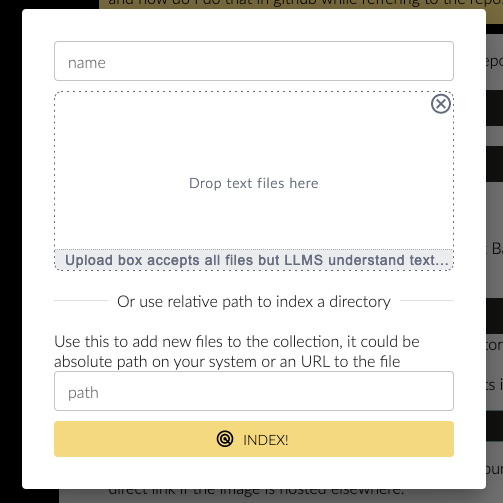 and how do i do that in github while referring to the repos
name
epo
Drop text files here
Upload box accepts all files but LLMS understand text...
Or use relative path to index a directory
Use this to add new files to the collection, it could be
absolute path on your system or an URL to the file
path
INDEX!
direct link if the image is hosted elsewhere.